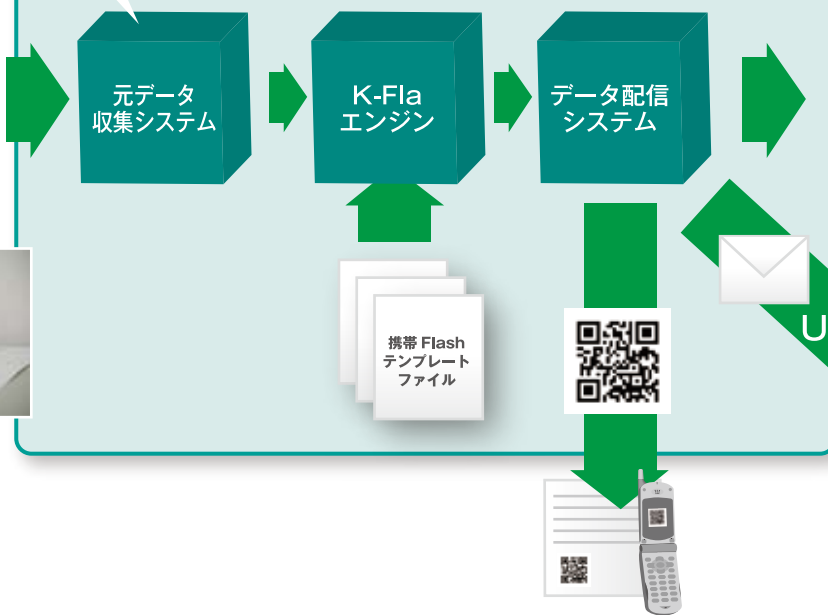 元データ
収集システム
K-Fla
エンジン
データ配信
システム
携帯 Flash
テンプレート
ファイル
U